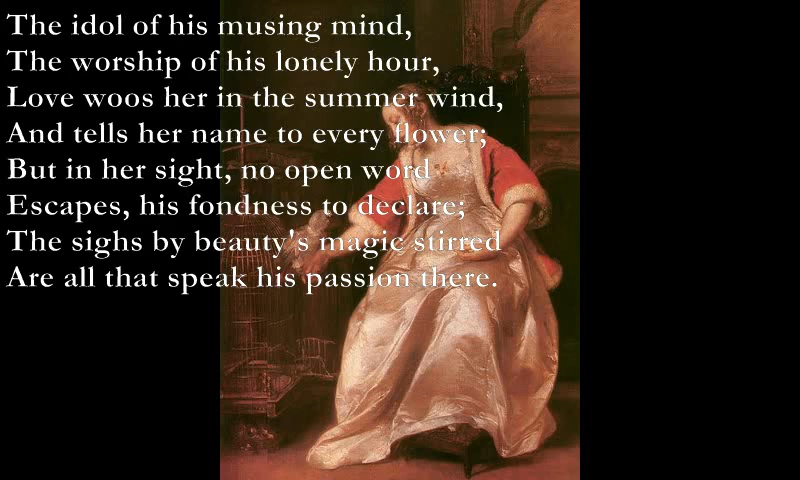 The idol of his musing mind,
The worship of his lonely hour,
Love woos her in the summer wind,
And tells her name to every flower;
But in her sight, no open word
Escapes, his fondness to declare;
The sighs by beauty's magic stirred
Are all that speak his passion there.